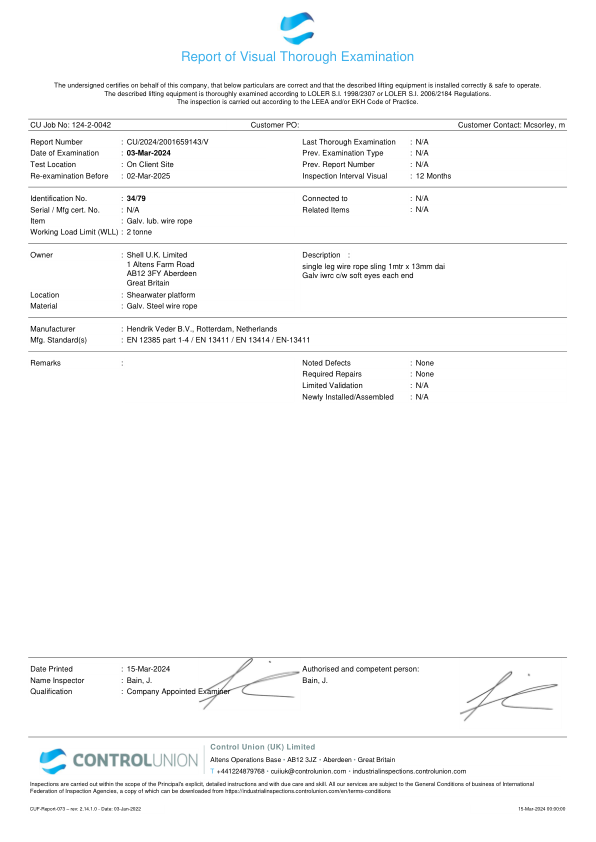 Report of Visual Thorough Examination
The undersigned certifies on behalf of this company, that below particulars are correct and that the described lifting equipment is installed correctly & safe to operate.
The described lifting equipment is thoroughly examined according to LOLER S.I. 1998/2307 or LOLER S.I. 2006/2184 Regulations.
The inspection is carried out according to the LEEA and/or EKH Code of Practice.
CU Job No: 124-2-0042 Customer PO: Customer Contact: Mcsorley, m
Report Number : CU/2024/2001659143/V Last Thorough Examination : N/A
Date of Examination : 03-Mar-2024 Prev. Examination Type : N/A
Test Location : On Client Site Prev. Report Number : N/A
Re-examination Before : 02-Mar-2025 Inspection Interval Visual : 12 Months
Identification No. : 34/79 Connected to : N/A
Serial / Mfg cert. No. : N/A Related Items : N/A
Item : Galv. lub. wire rope
Working Load Limit (WLL) : 2 tonne
Owner : Shell U.K. Limited Description :
1 Altens Farm Road single leg wire rope sling 1mtr x 13mm dai
AB12 3FY Aberdeen Galv iwrc c/w soft eyes each end
Great Britain
Location : Shearwater platform
Material : Galv. Steel wire rope
Manufacturer : Hendrik Veder B.V., Rotterdam, Netherlands
Mfg. Standard(s) : EN 12385 part 1-4 / EN 13411 / EN 13414 / EN-13411
Remarks : Noted Defects : None
Required Repairs : None
Limited Validation : N/A
Newly Installed/Assembled : N/A
Date Printed : 15-Mar-2024 Authorised and competent person:
Name Inspector : Bain, J. Bain, J.
Qualification : Company Appointed Examiner
CONTROLUNION
Control Union (UK) Limited
Altens Operations Base · AB12 3JZ · Aberdeen · Great Britain
T +441224879768 · cuiiuk@controlunion.com · industrialinspections.controlunion.com
Inspections are carried out within the scope of the Principal's explicit, detailed instructions and with due care and skill. All our services are subject to the General Conditions of business of International
Federation of Inspection Agencies, a copy of which can be downloaded from https://industrialinspections.controlunion.com/en/terms-conditions
CUF-Report-073 – rev: 2.14.1.0 - Date: 03-Jun-2022 15-Mar-2024 00:00:00